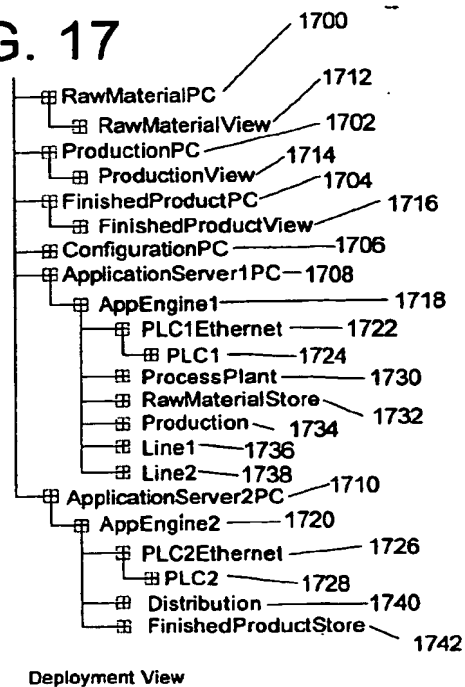 G. 17
1700
RawMaterialPC
1712
RawMaterialView
1702
ProductionPC
1714
ProductionView
1704
FinishedProductPC
1716
FinishedProductView
ConfigurationPC 1706
ApplicationServer1PC 1708
AppEngine1 1718
PLC1Ethernet 1722
PLC1 1724
ProcessPlant 1730
RawMaterialStore 1732
Production 1734
Line1 1736
Line2 1738
ApplicationServer2PC 1710
AppEngine2 1720
PLC2Ethernet 1726
PLC2 1728
Distribution 1740
FinishedProductStore 1742
Deployment View